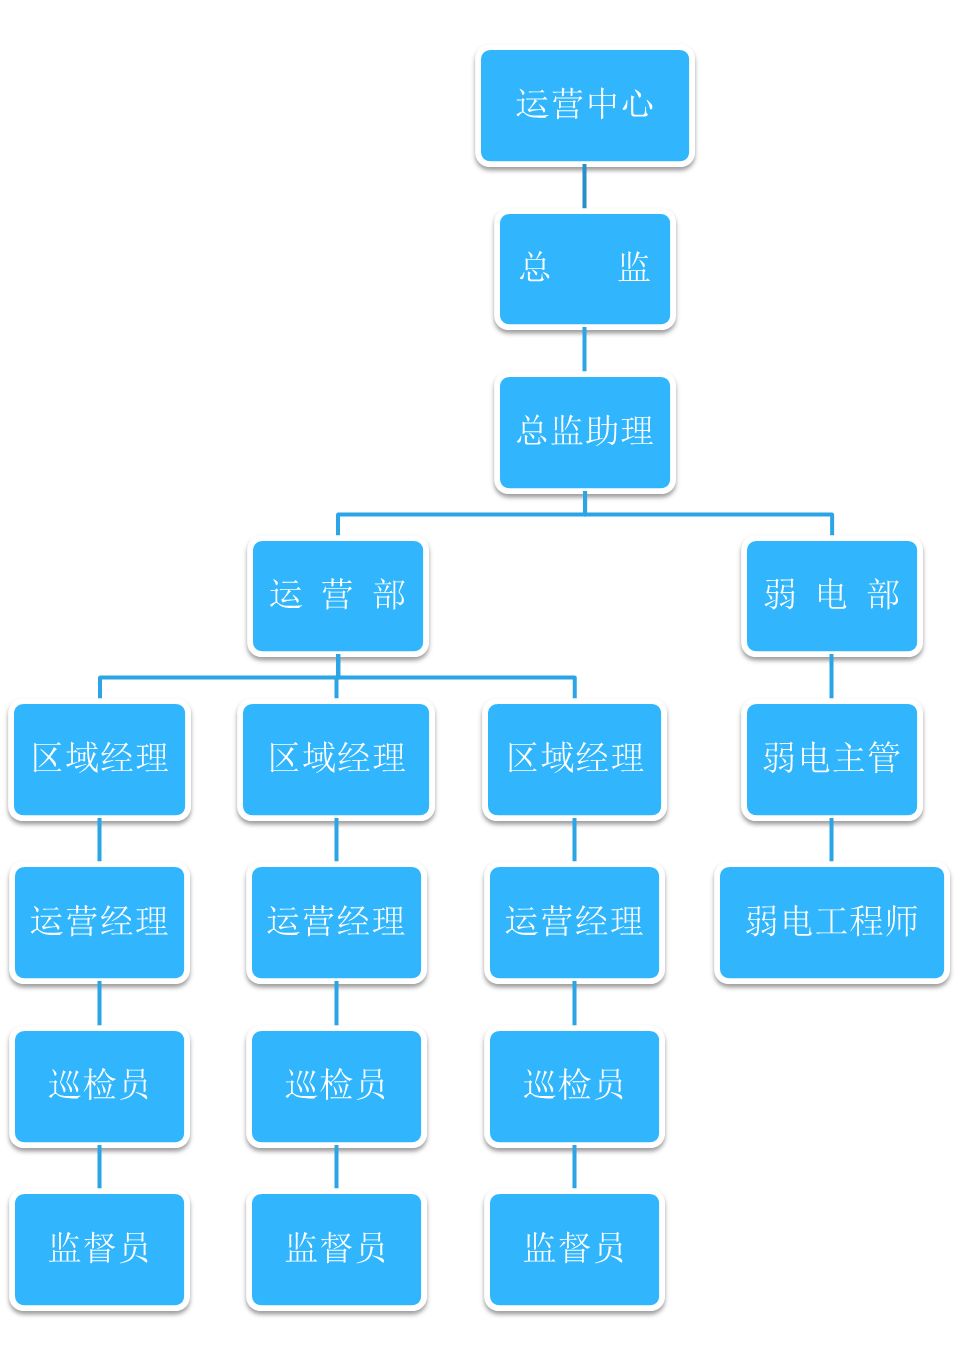 运营中心
总 监
总监助理
运 营 部
弱 电 部
区域经理
区域经理
区域经理
弱电主管
运营经理
运营经理
运营经理
弱电工程师
巡检员
巡检员
巡检员
监督员
监督员
监督员